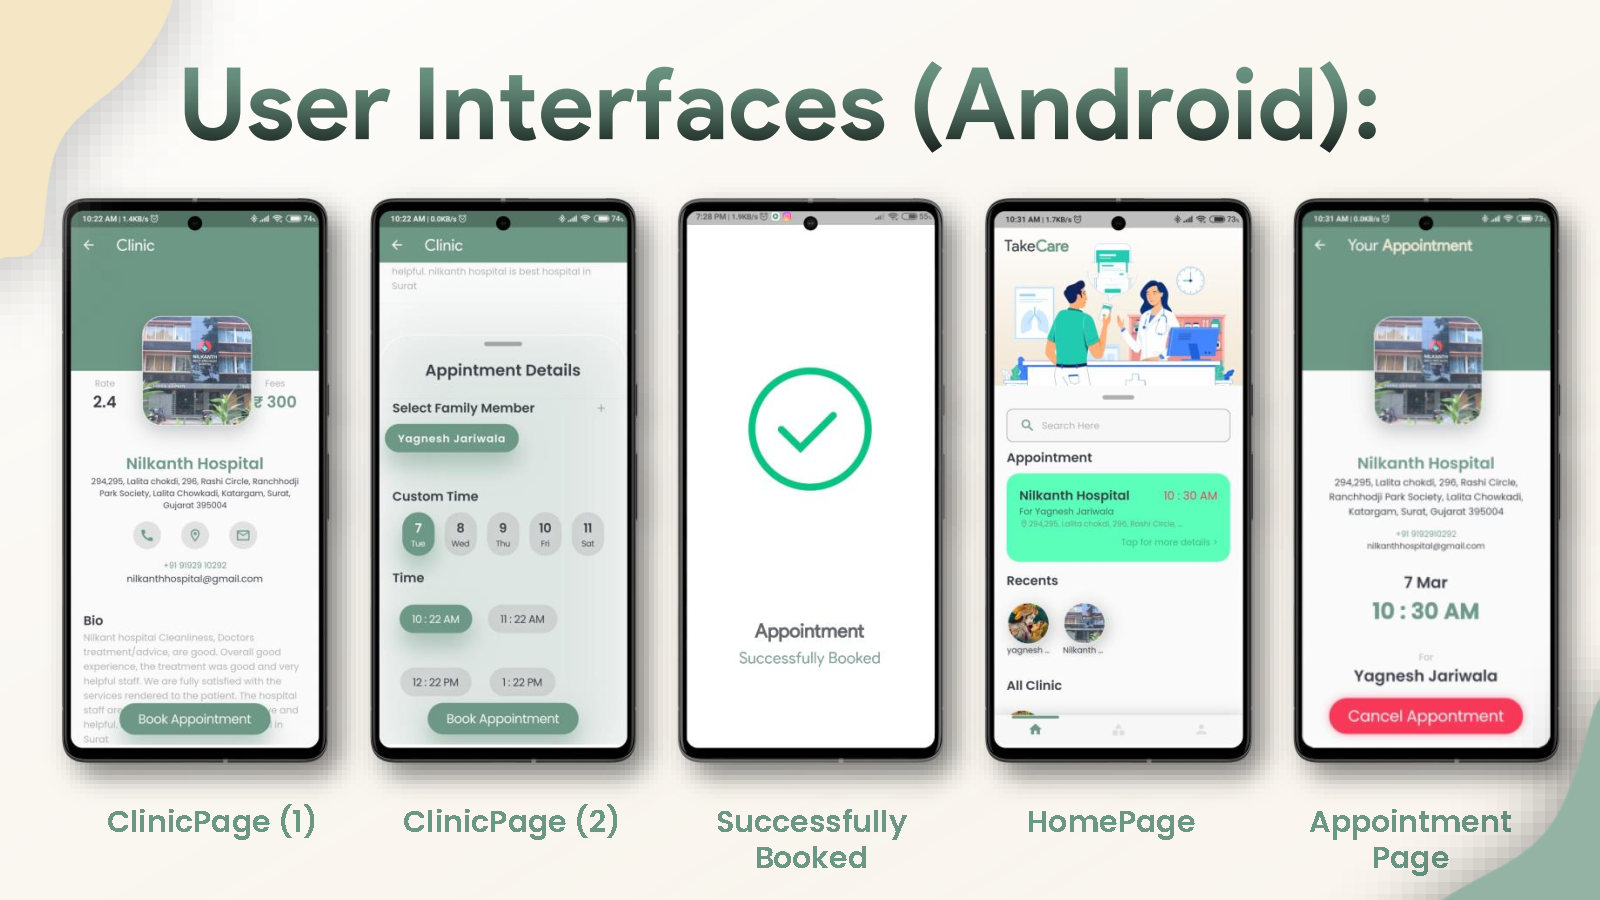 User Interfaces (Android):
10:22 AM | 1.4KB/s
74
Clinic
NILKANTH
Rate
2.4
Fees
₹ 300
Nilkanth Hospital
294,295, Lalita chokdi, 296, Rashi Circle, Ranchhodji
Park Society, Lalita Chowkadi, Katargam, Surat,
Gujarat 395004
+91 91929 10292
nilkanthhospital@gmail.com
Bio
Nilkant hospital Cleanliness, Doctors
treatment/advice, are good. Overall good
experience, the treatment was good and very
helpful staff. We are fully satisfied with the
services rendered to the patient. The hospital
staff are ve and
helpful. in
Surat
Book Appointment
ClinicPage (1)
10:22 AM | 0.0KB/s
74
Clinic
helpful. nilkanth hospital is best hospital in
Surat
Appintment Details
Select Family Member +
Yagnesh Jariwala
Custom Time
7 8 9 10 11
Tue Wed Thu Fri Sat
Time
10 : 22 AM 11 : 22 AM
12 : 22 PM 1 : 22 PM
Book Appointment
ClinicPage (2)
7:28 PM | 1.9KB/s
55
Appointment
Successfully Booked
Successfully
Booked
10:31 AM | 1.7KB/s
73
TakeCare
Search Here
Appointment
Nilkanth Hospital 10 : 30 AM
For Yagnesh Jariwala
294,295, Lalita chokdi, 296, Rashi Circle, ...
Tap for more details >
Recents
yagnesh ... Nilkanth ...
All Clinic
HomePage
10:31 AM | 0.0KB/s
73
Your Appointment
NILKANTH
Nilkanth Hospital
294,295, Lalita chokdi, 296, Rashi Circle,
Ranchhodji Park Society, Lalita Chowkadi,
Katargam, Surat, Gujarat 395004
+91 9192910292
nilkanthhospital@gmail.com
7 Mar
10 : 30 AM
For
Yagnesh Jariwala
Cancel Appontment
Appointment
Page